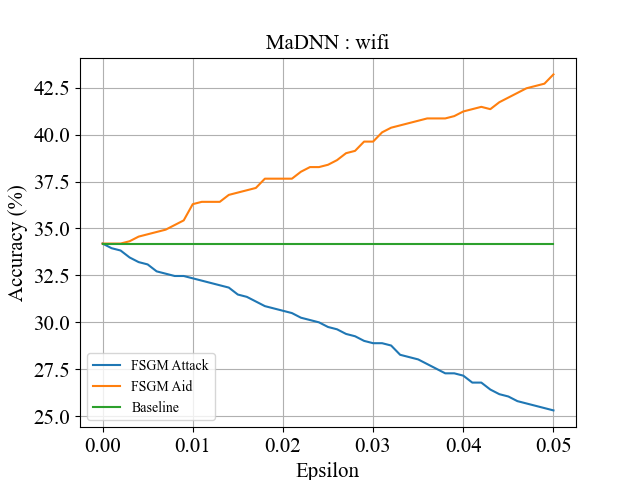 MaDNN : wifi
Accuracy (%)
42.5
40.0
37.5
35.0
32.5
30.0
27.5
25.0
FSGM Attack
FSGM Aid
Baseline
0.00 0.01 0.02 0.03 0.04 0.05
Epsilon